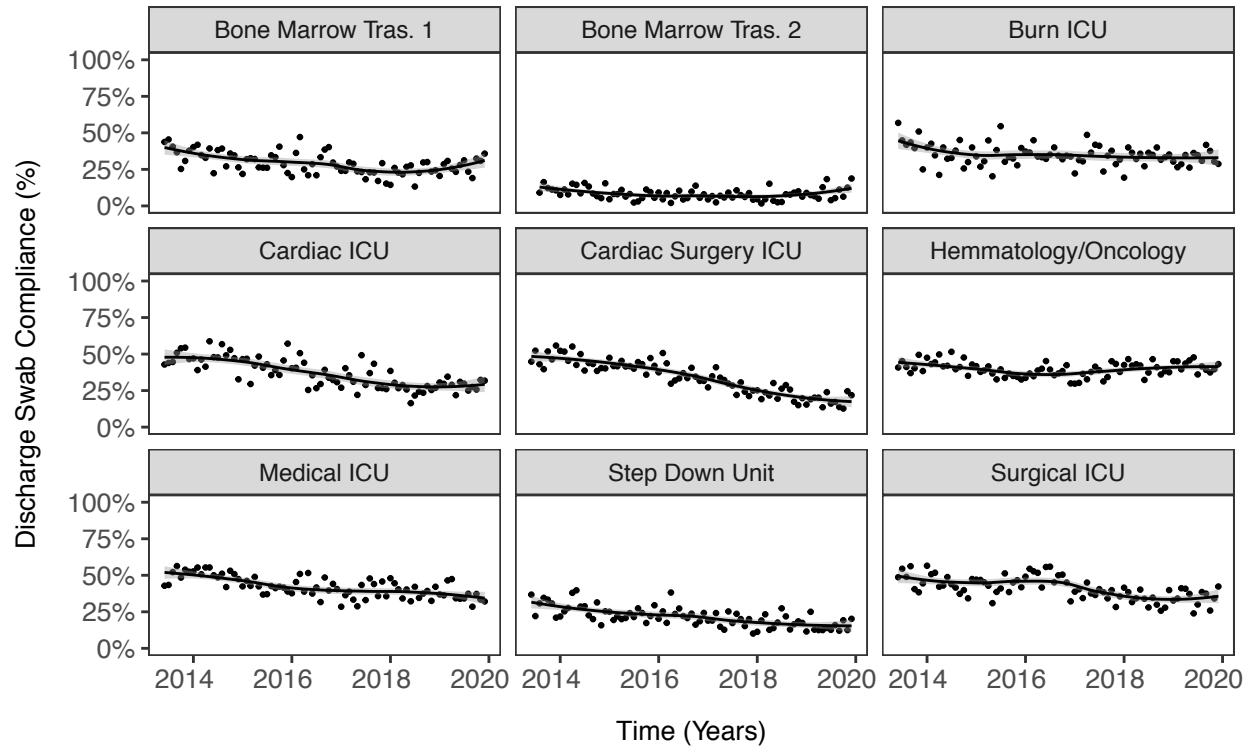 Bone Marrow Tras. 1
Bone Marrow Tras. 2
Burn ICU
100%
75%
50%
25%
0%
Cardiac ICU
Cardiac Surgery ICU
Hemmatology/Oncology
100%
75%
50%
25%
0%
Medical ICU
Step Down Unit
Surgical ICU
100%
75%
50%
25%
0%
2014 2016 2018 2020
2014 2016 2018 2020
2014 2016 2018 2020
Discharge Swab Compliance (%)
Time (Years)